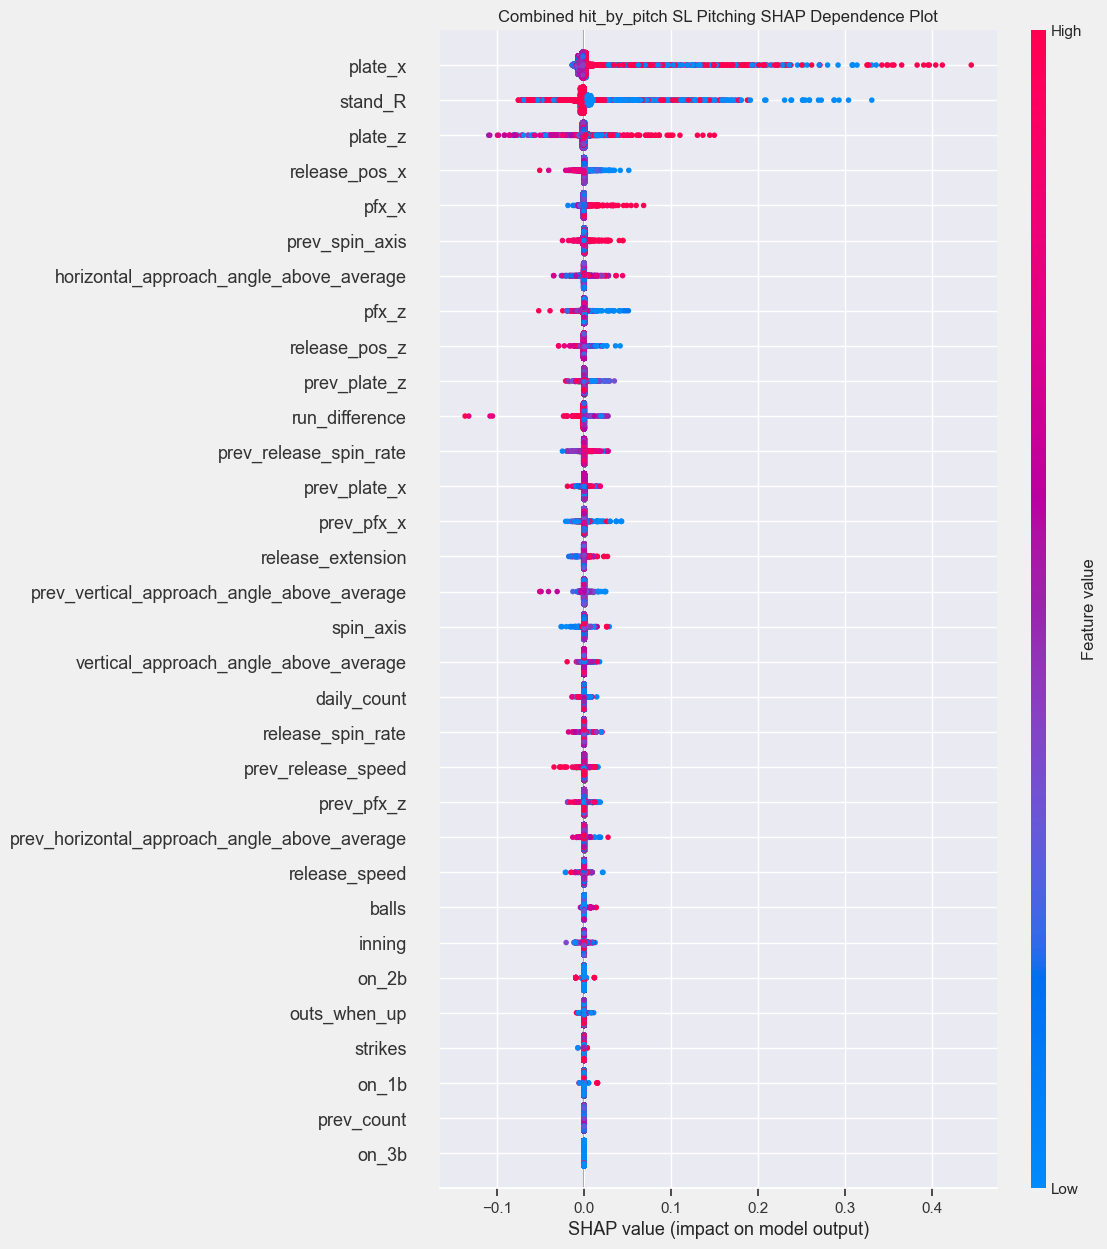 Combined hit_by_pitch SL Pitching SHAP Dependence Plot
High
plate_x
stand_R
plate_z
release_pos_x
pfx_x
prev_spin_axis
horizontal_approach_angle_above_average
pfx_z
release_pos_z
prev_plate_z
run_difference
prev_release_spin_rate
prev_plate_x
prev_pfx_x
release_extension
prev_vertical_approach_angle_above_average
spin_axis
vertical_approach_angle_above_average
daily_count
release_spin_rate
prev_release_speed
prev_pfx_z
prev_horizontal_approach_angle_above_average
release_speed
balls
inning
on_2b
outs_when_up
strikes
on_1b
prev_count
on_3b
Feature value
Low
−0.1 0.0 0.1 0.2 0.3 0.4
SHAP value (impact on model output)